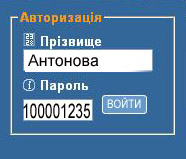 Авторизація
Прізвище
Антонова
Пароль
100001235
ВОЙТИ